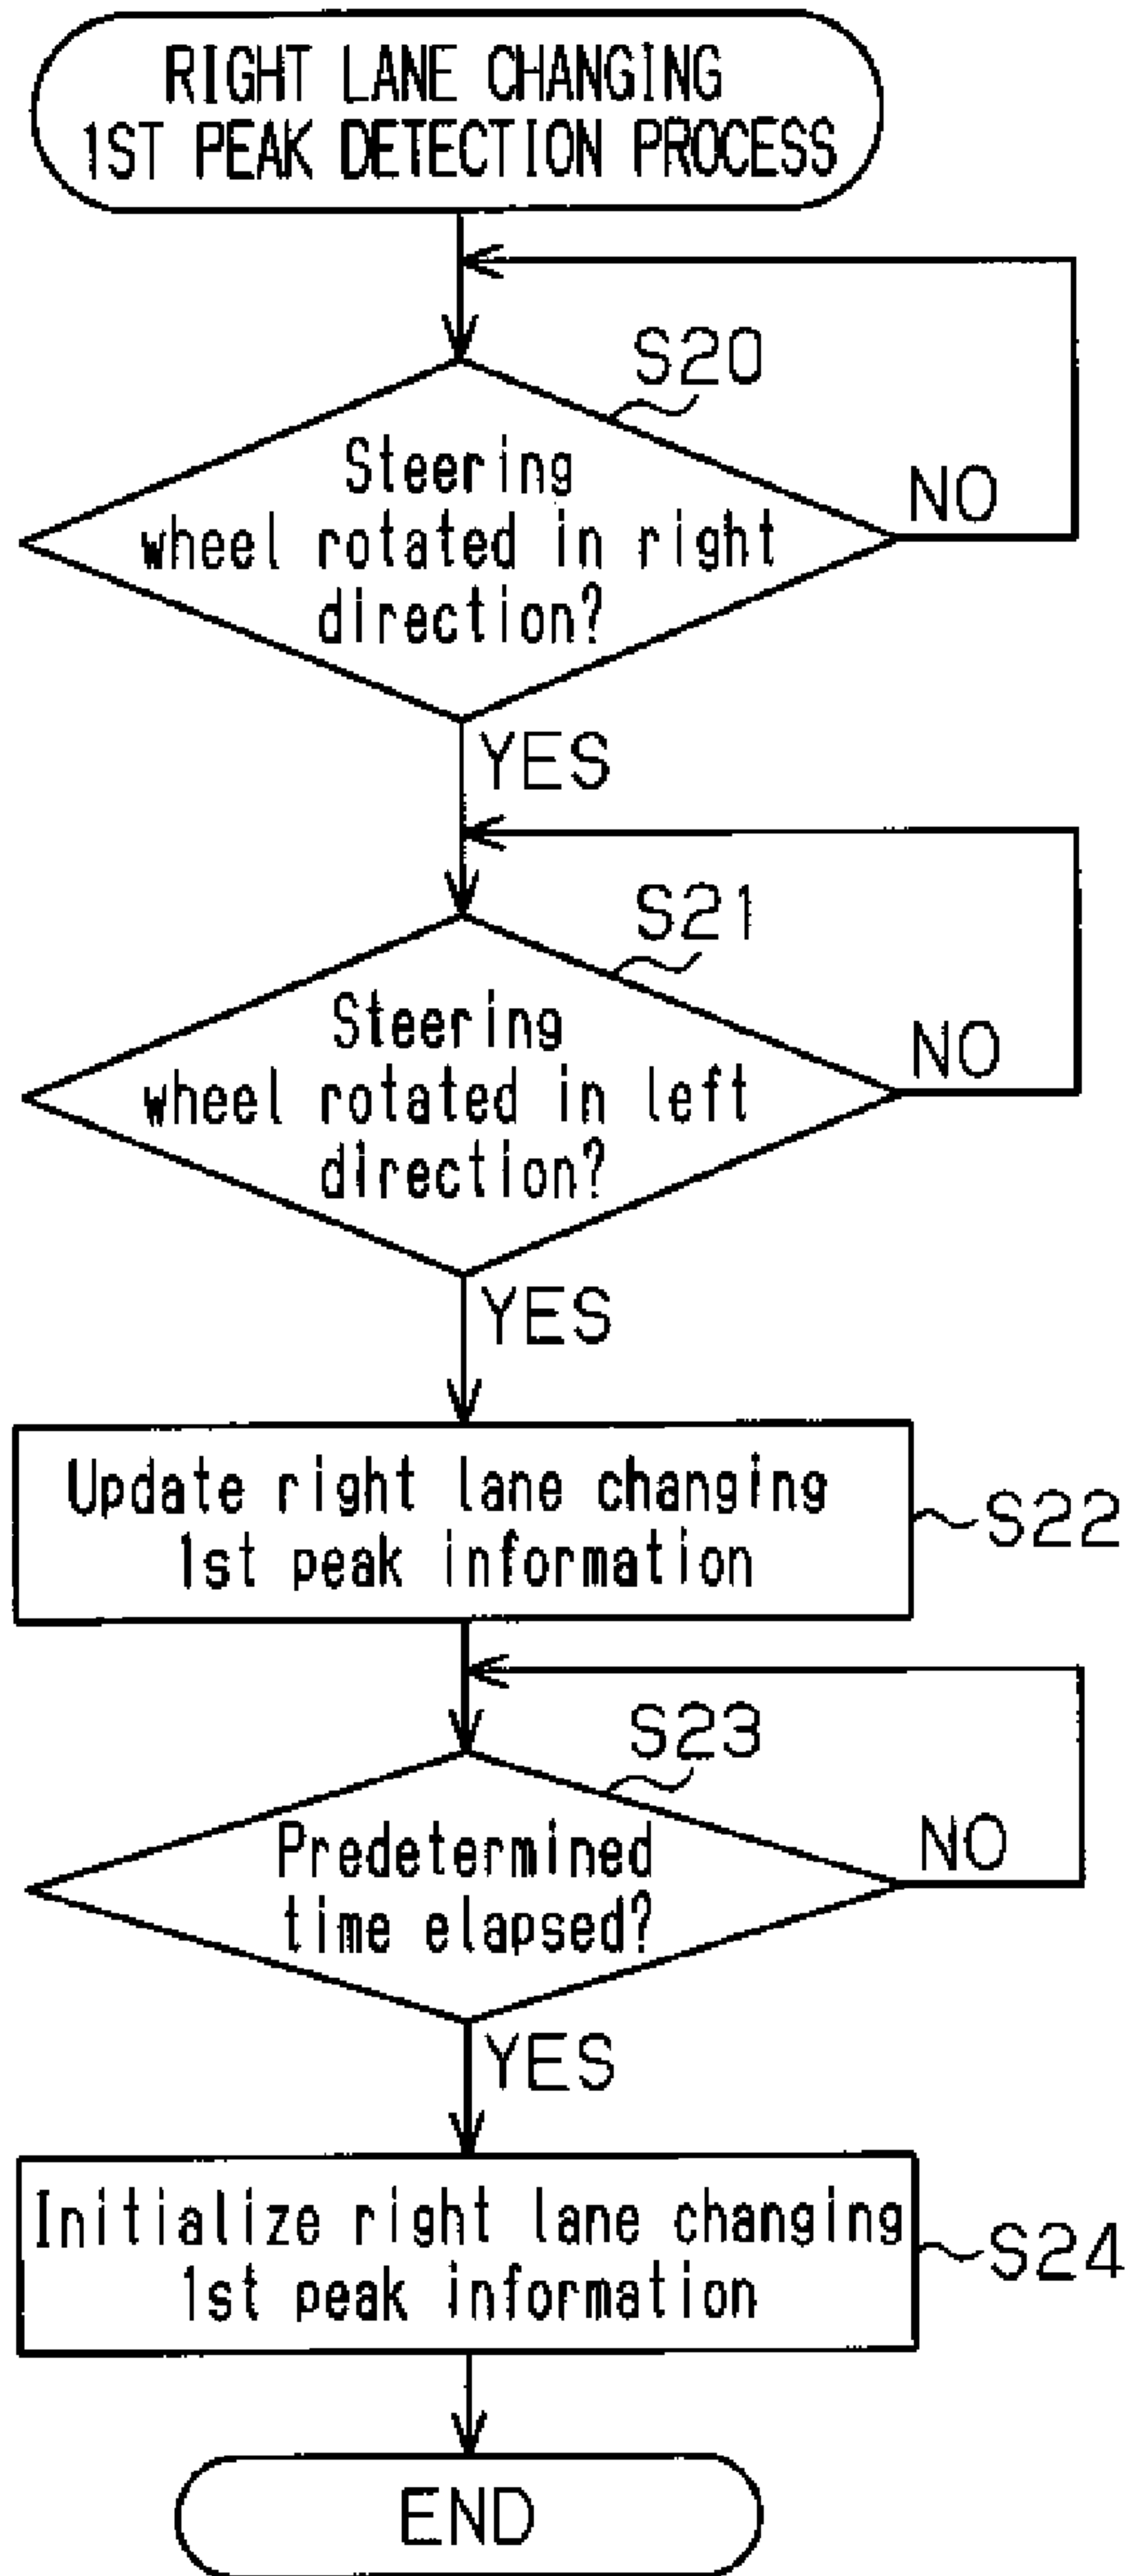 RIGHT LANE CHANGING
1ST PEAK DETECTION PROCESS
S20
Steering
wheel rotated in right
direction?
NO
YES
S21
Steering
wheel rotated in left
direction?
NO
YES
Update right lane changing
1st peak information
S22
S23
Predetermined
time elapsed?
NO
YES
Initialize right lane changing
1st peak information
S24
END